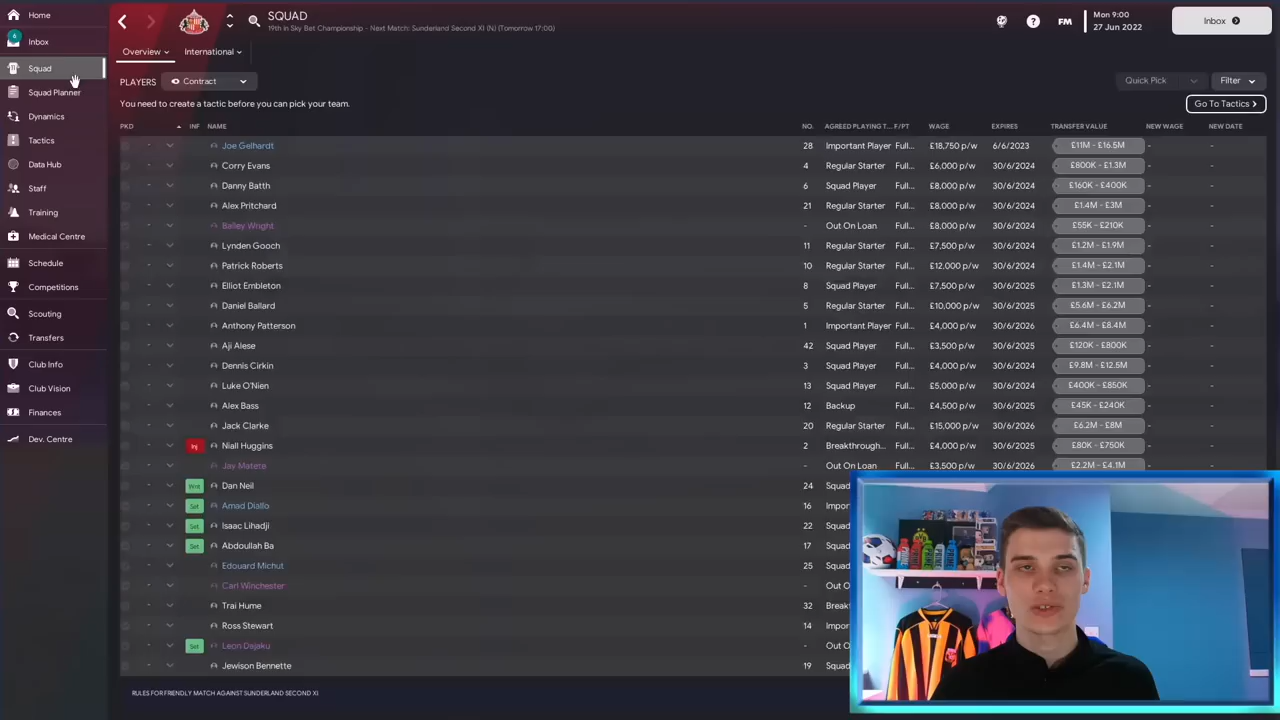 Home
Inbox
6
Squad
Squad Planner
Dynamics
Tactics
Data Hub
Staff
Training
Medical Centre
Schedule
Competitions
Scouting
Transfers
Club Info
Club Vision
Finances
Dev. Centre
SQUAD
19th in Sky Bet Championship - Next Match: Sunderland Second XI (N) (Tomorrow 17:00)
FM
Mon 9:00
27 Jun 2022
Inbox
Overview
International
PLAYERS
Contract
Quick Pick
Filter
You need to create a tactic before you can pick your team.
Go To Tactics
PKD INF NAME NO. AGREED PLAYING T... F/PT WAGE EXPIRES TRANSFER VALUE NEW WAGE NEW DATE
- Joe Gelhardt 28 Important Player Full... £18,750 p/w 6/6/2023 £11M - £16.5M - -
- Corry Evans 4 Regular Starter Full... £6,000 p/w 30/6/2024 £800K - £1.3M - -
- Danny Batth 6 Squad Player Full... £8,000 p/w 30/6/2024 £160K - £400K - -
- Alex Pritchard 21 Regular Starter Full... £8,000 p/w 30/6/2024 £1.4M - £3M - -
- Bailey Wright - Out On Loan Full... £8,000 p/w 30/6/2024 £55K - £210K - -
- Lynden Gooch 11 Regular Starter Full... £7,500 p/w 30/6/2024 £1.2M - £1.9M - -
- Patrick Roberts 10 Regular Starter Full... £12,000 p/w 30/6/2024 £1.4M - £2.1M - -
- Elliot Embleton 8 Squad Player Full... £7,500 p/w 30/6/2025 £1.3M - £2.1M - -
- Daniel Ballard 5 Regular Starter Full... £10,000 p/w 30/6/2025 £5.6M - £6.2M - -
- Anthony Patterson 1 Important Player Full... £4,000 p/w 30/6/2026 £6.4M - £8.4M - -
- Aji Alese 42 Squad Player Full... £3,500 p/w 30/6/2025 £120K - £800K - -
- Dennis Cirkin 3 Squad Player Full... £4,000 p/w 30/6/2024 £9.8M - £12.5M - -
- Luke O'Nien 13 Squad Player Full... £5,000 p/w 30/6/2024 £400K - £850K - -
- Alex Bass 12 Backup Full... £4,500 p/w 30/6/2025 £45K - £240K - -
- Jack Clarke 20 Regular Starter Full... £15,000 p/w 30/6/2026 £6.2M - £8M - -
- Inj Niall Huggins 2 Breakthrough... Full... £4,000 p/w 30/6/2025 £80K - £750K - -
- Jay Matete - Out On Loan Full... £3,500 p/w 30/6/2026 £2.2M - £4.1M - -
- Wnt Dan Neil 24 Squad
- Set Amad Diallo 16 Impor
- Set Isaac Lihadji 22 Squad
- Set Abdoullah Ba 17 Squad
- Edouard Michut 25 Squad
- Carl Winchester - Out O
- Trai Hume 32 Break
- Ross Stewart 14 Impor
- Set Leon Dajaku - Out O
- Jewison Bennette 19 Squad
RULES FOR FRIENDLY MATCH AGAINST SUNDERLAND SECOND XI